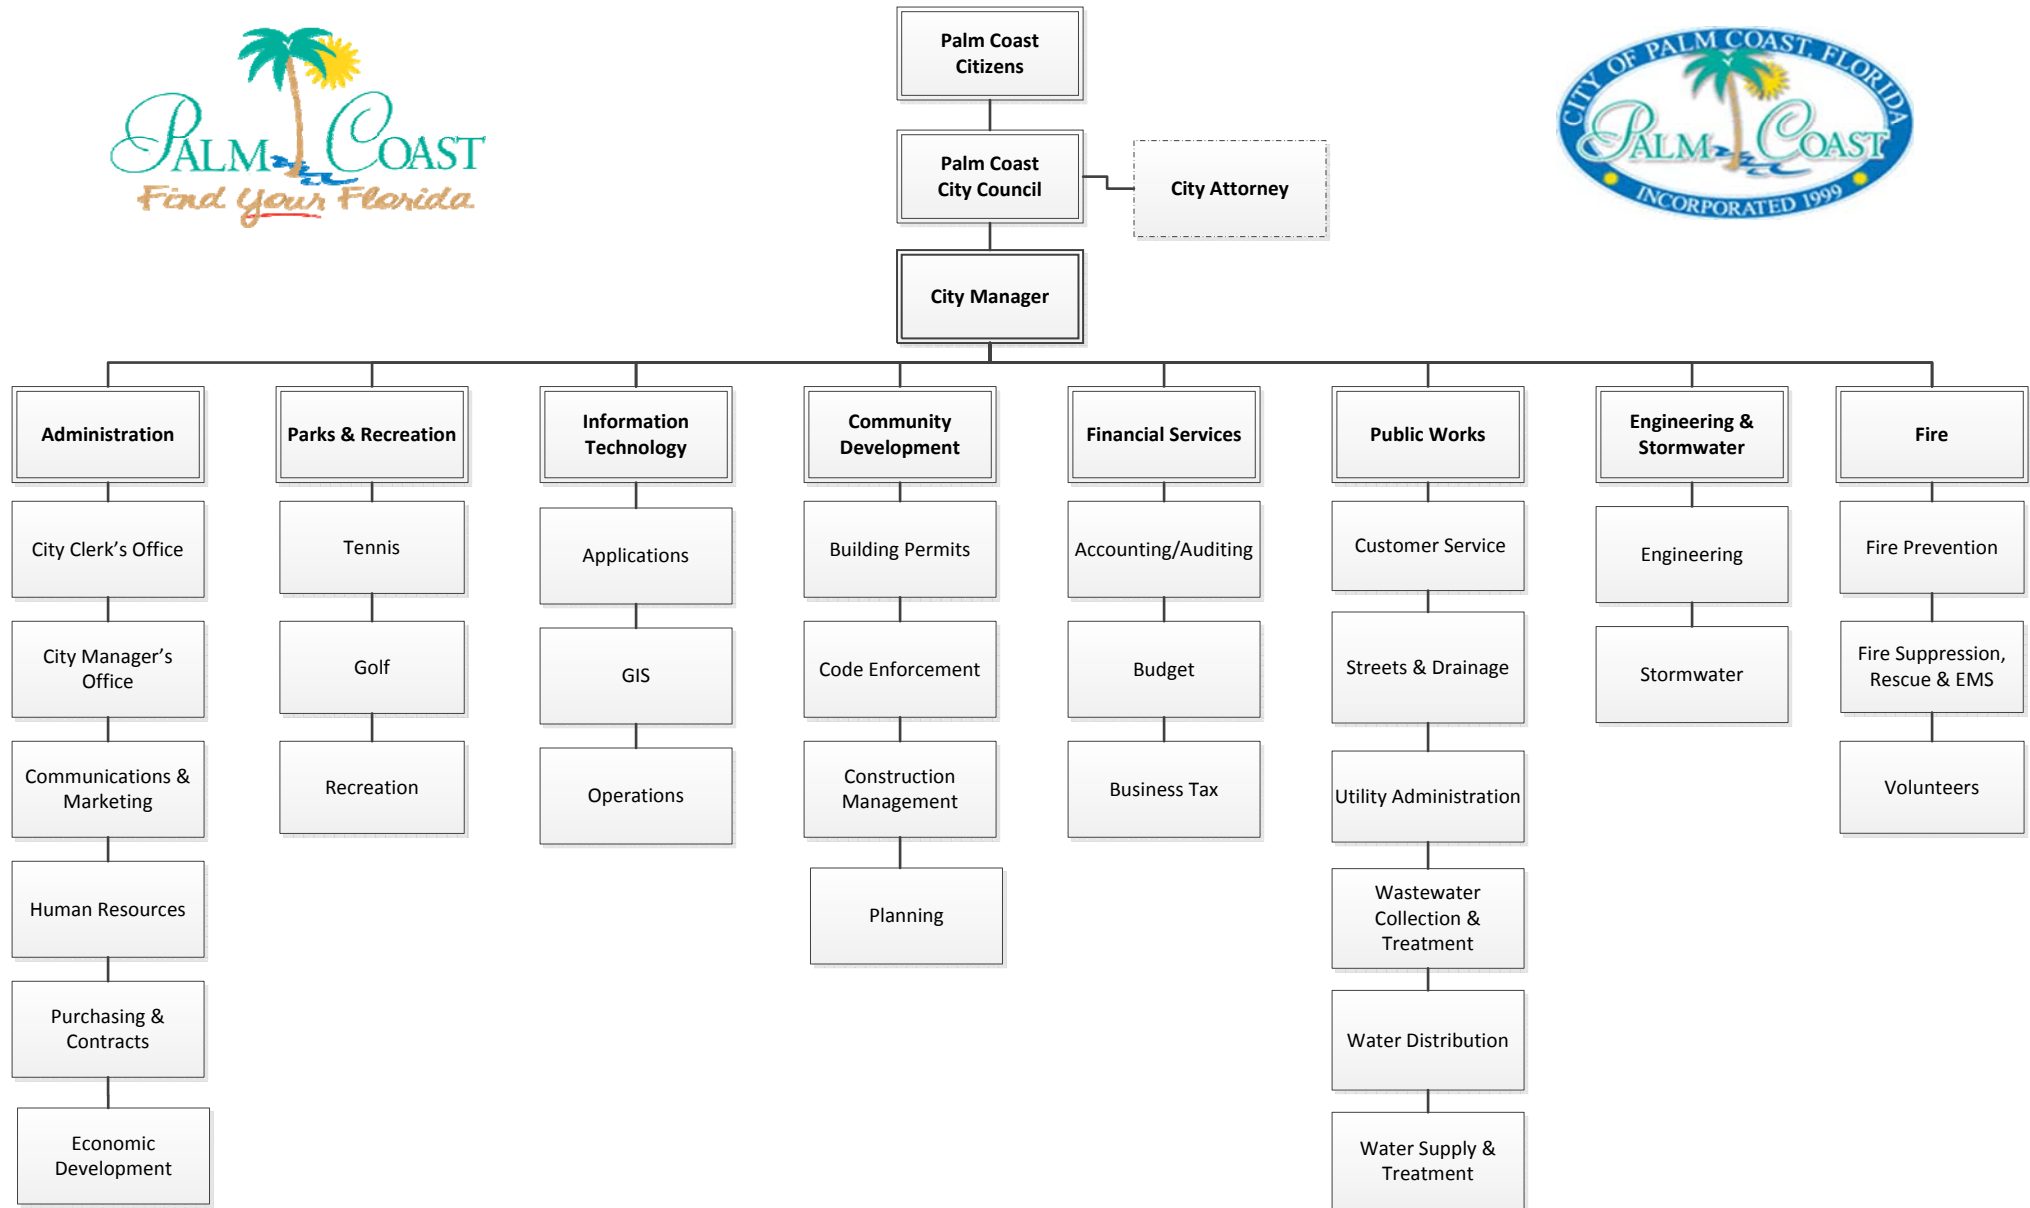 PALM COAST
Find Your Florida
Palm Coast
Citizens
CITY OF PALM COAST, FLORIDA
PALM COAST
INCORPORATED 1999
Palm Coast
City Council
City Attorney
City Manager
Administration
Parks & Recreation
Information
Technology
Community
Development
Financial Services
Public Works
Engineering &
Stormwater
Fire
City Clerk’s Office
City Manager’s
Office
Communications &
Marketing
Human Resources
Purchasing &
Contracts
Economic
Development
Tennis
Golf
Recreation
Applications
GIS
Operations
Building Permits
Code Enforcement
Construction
Management
Planning
Accounting/Auditing
Budget
Business Tax
Customer Service
Streets & Drainage
Utility Administration
Wastewater
Collection &
Treatment
Water Distribution
Water Supply &
Treatment
Engineering
Stormwater
Fire Prevention
Fire Suppression,
Rescue & EMS
Volunteers